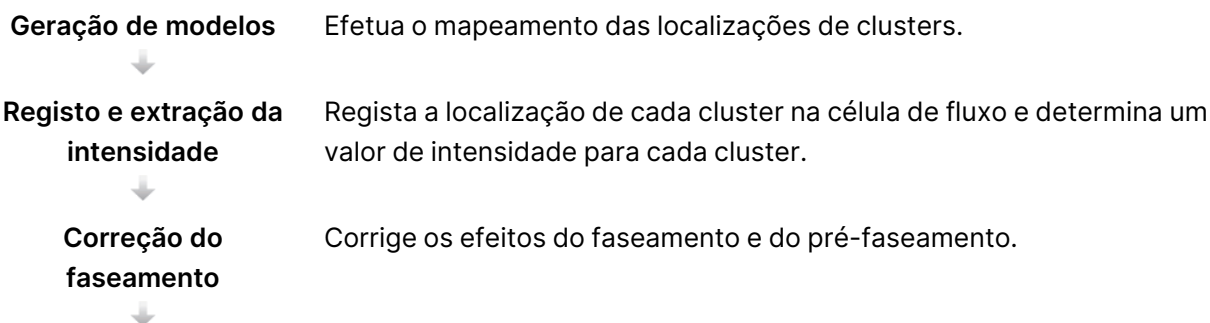 Geração de modelos
Efetua o mapeamento das localizações de clusters.
Registo e extração da
intensidade
Regista a localização de cada cluster na célula de fluxo e determina um
valor de intensidade para cada cluster.
Correção do
faseamento
Corrige os efeitos do faseamento e do pré-faseamento.